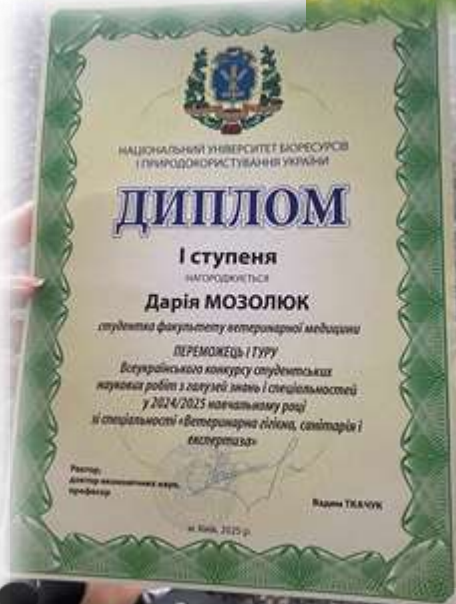 НАЦІОНАЛЬНИЙ УНІВЕРСИТЕТ БІОРЕСУРСІВ
І ПРИРОДОКОРИСТУВАННЯ УКРАЇНИ
ДИПЛОМ
І ступеня
НАГОРОДЖУЄТЬСЯ
Дарія МОЗОЛЮК
студентка факультету ветеринарної медицини
ПЕРЕМОЖЕЦЬ І ТУРУ
Всеукраїнського конкурсу студентських
наукових робіт з галузей знань і спеціальностей
у 2024/2025 навчальному році
зі спеціальності «Ветеринарна гігієна, санітарія і
експертиза»
Ректор,
доктор економічних наук,
професор
Вадим ТКАЧУК
м. Київ, 2025 р.